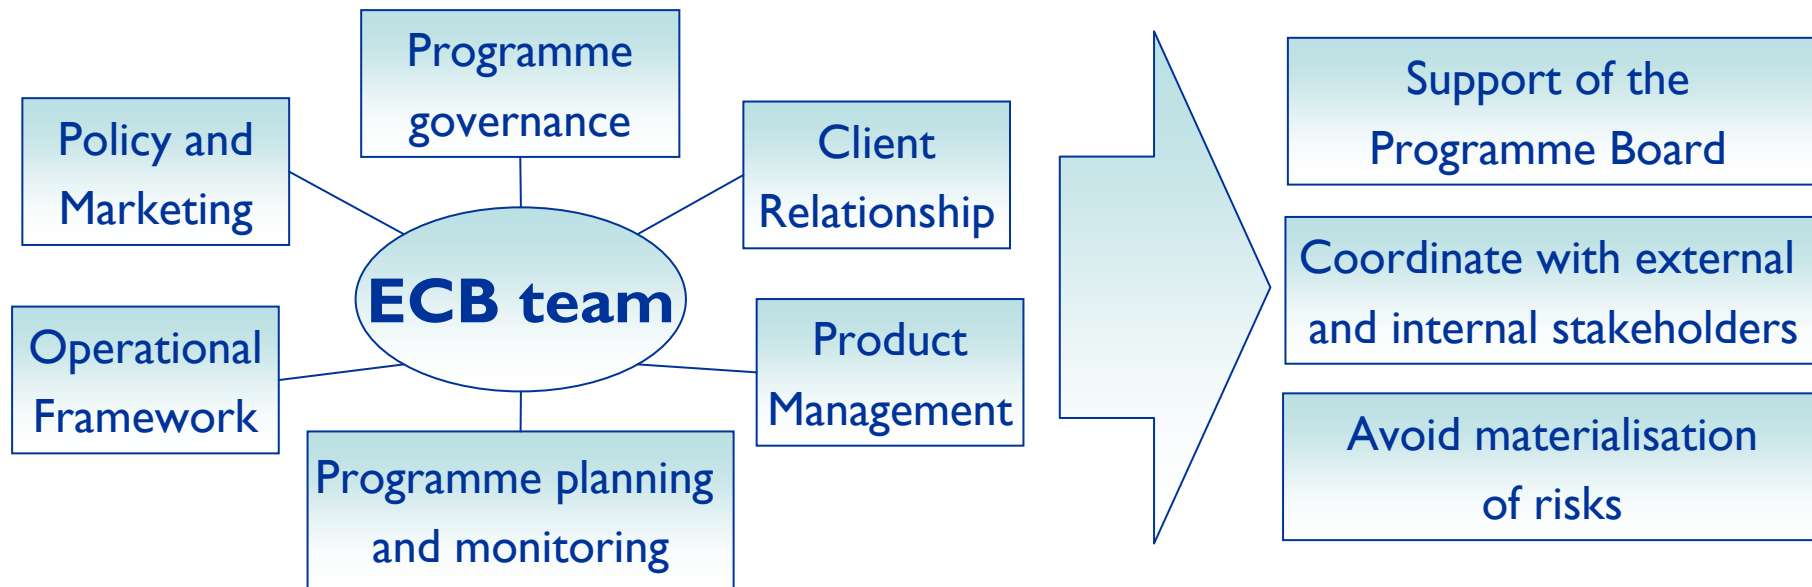 Programme
governance
Policy and
Marketing
Client
Relationship
ECB team
Operational
Framework
Product
Management
Programme planning
and monitoring
Support of the
Programme Board
Coordinate with external
and internal stakeholders
Avoid materialisation
of risks